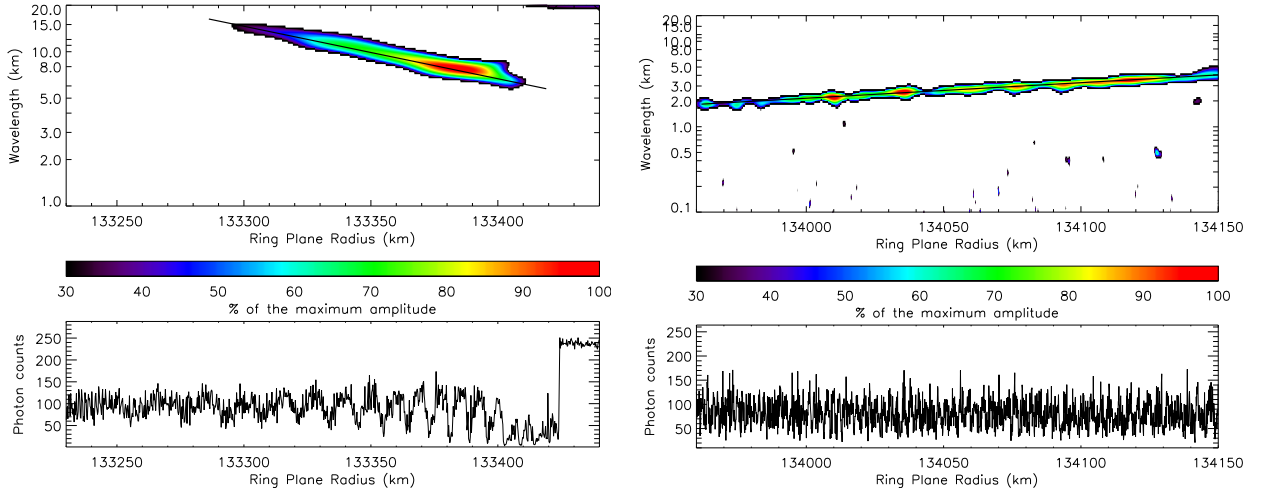 20.0
15.0
10.0
8.0
5.0
3.0
2.0
1.0
Wavelength (km)
133250 133300 133350 133400
Ring Plane Radius (km)
30 40 50 60 70 80 90 100
% of the maximum amplitude
250
200
150
100
50
Photon counts
133250 133300 133350 133400
Ring Plane Radius (km)
20.0
15.0
10.0
8.0
5.0
3.0
2.0
1.0
0.5
0.1
Wavelength (km)
134000 134050 134100 134150
Ring Plane Radius (km)
30 40 50 60 70 80 90 100
% of the maximum amplitude
250
200
150
100
50
Photon counts
134000 134050 134100 134150
Ring Plane Radius (km)